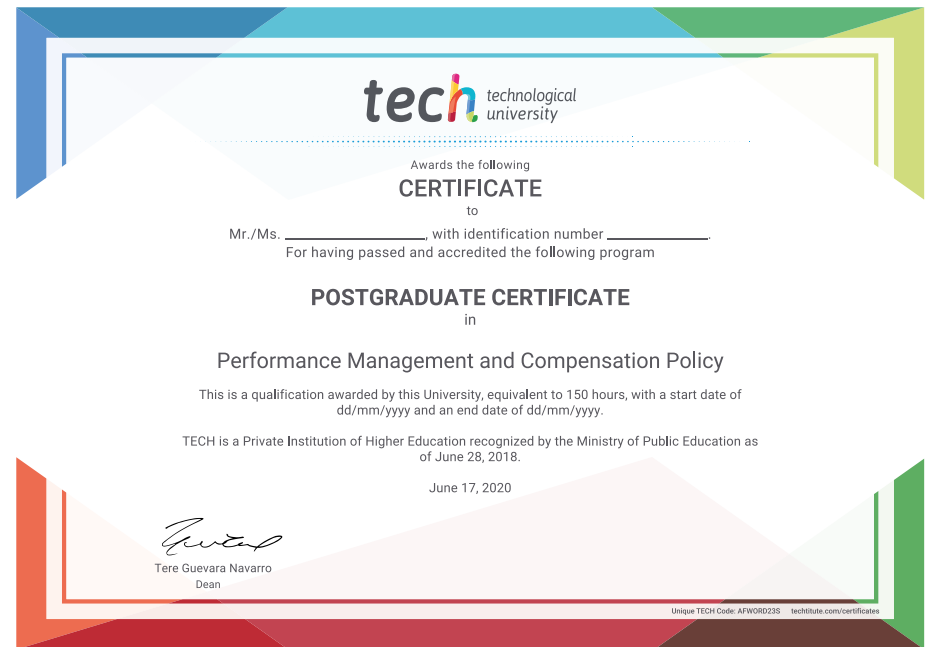 tech technological
university
Awards the following
CERTIFICATE
to
Mr./Ms. ____________________, with identification number ______________.
For having passed and accredited the following program
POSTGRADUATE CERTIFICATE
in
Performance Management and Compensation Policy
This is a qualification awarded by this University, equivalent to 150 hours, with a start date of
dd/mm/yyyy and an end date of dd/mm/yyyy.
TECH is a Private Institution of Higher Education recognized by the Ministry of Public Education as
of June 28, 2018.
June 17, 2020
Tere Guevara Navarro
Dean
Unique TECH Code: AFWORD23S techtitute.com/certificates